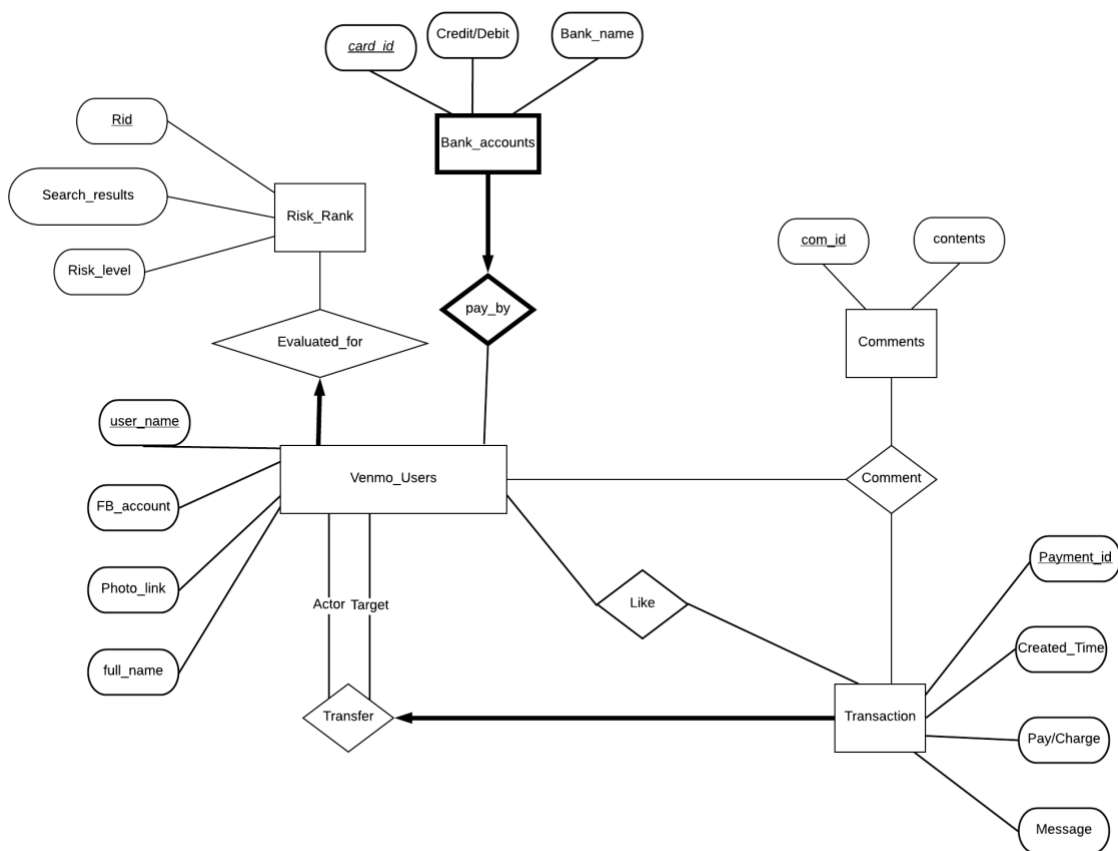 card_id
Credit/Debit
Bank_name
Bank_accounts
Rid
Search_results
Risk_Rank
Risk_level
com_id
contents
pay_by
Evaluated_for
Comments
user_name
Venmo_Users
Comment
FB_account
Payment_id
Photo_link
Actor
Target
Like
Created_Time
full_name
Transfer
Transaction
Pay/Charge
Message